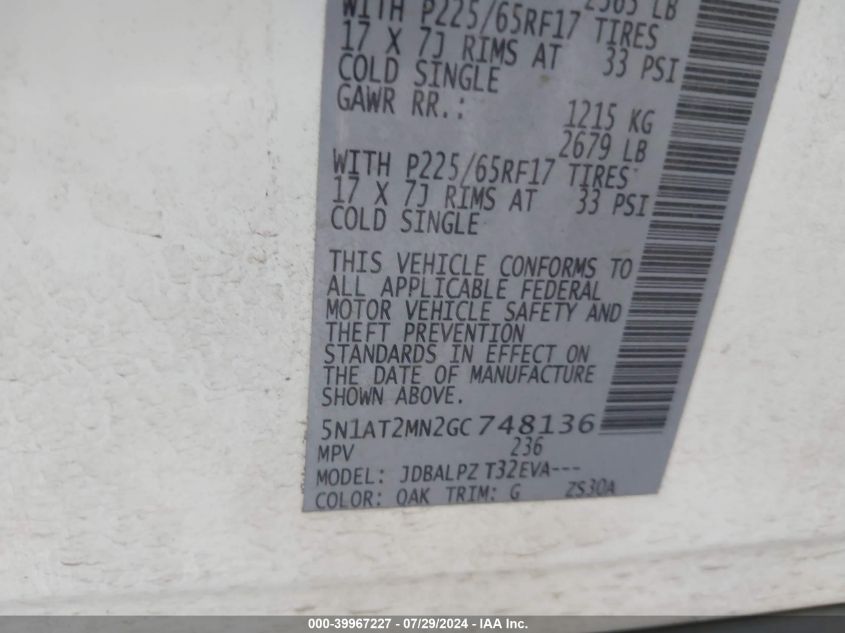 2565 LB
WITH P225/65RF17 TIRES
17 X 7J RIMS AT 33 PSI
COLD SINGLE
GAWR RR.: 1215 KG
2679 LB
WITH P225/65RF17 TIRES
17 X 7J RIMS AT 33 PSI
COLD SINGLE
THIS VEHICLE CONFORMS TO
ALL APPLICABLE FEDERAL
MOTOR VEHICLE SAFETY AND
THEFT PREVENTION
STANDARDS IN EFFECT ON
THE DATE OF MANUFACTURE
SHOWN ABOVE.
5N1AT2MN2GC748136
MPV 236
MODEL: JDBALPZ T32EVA---
COLOR: QAK TRIM: G ZS30A
000-39967227 - 07/29/2024 - IAA Inc.